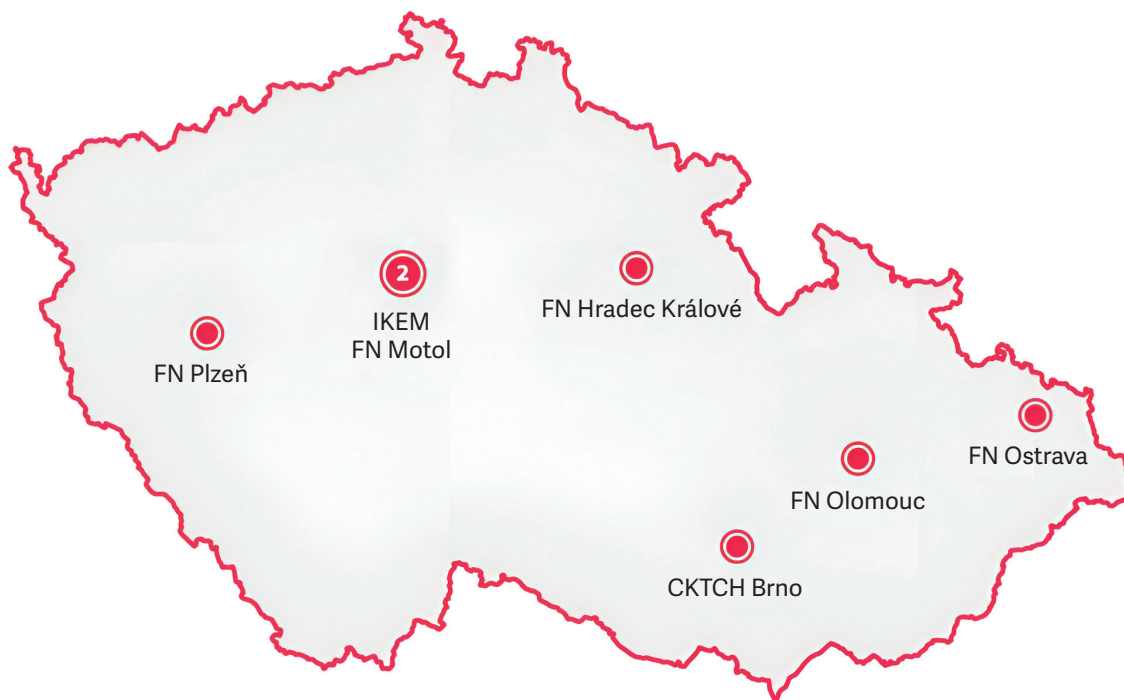 2
IKEM
FN Motol
FN Hradec Králové
FN Plzeň
FN Ostrava
FN Olomouc
CKTCH Brno